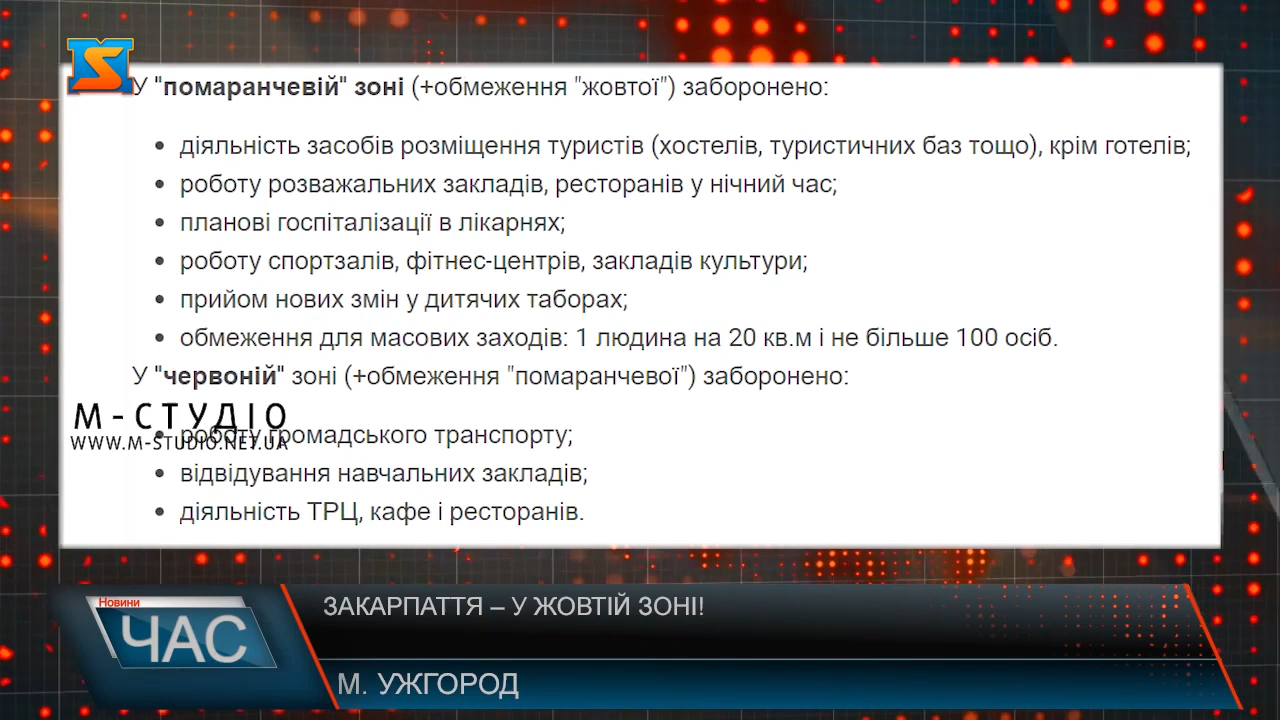 У "помаранчевій" зоні (+обмеження "жовтої") заборонено:
діяльність засобів розміщення туристів (хостелів, туристичних баз тощо), крім готелів;
роботу розважальних закладів, ресторанів у нічний час;
планові госпіталізації в лікарнях;
роботу спортзалів, фітнес-центрів, закладів культури;
прийом нових змін у дитячих таборах;
обмеження для масових заходів: 1 людина на 20 кв.м і не більше 100 осіб.
У "червоній" зоні (+обмеження "помаранчевої") заборонено:
М-СТУДІО
роботу громадського транспорту;
WWW.M-STUDIO.NET.UA
відвідування навчальних закладів;
діяльність ТРЦ, кафе і ресторанів.
Новини
ЧАС
ЗАКАРПАТТЯ – У ЖОВТІЙ ЗОНІ!
М. УЖГОРОД